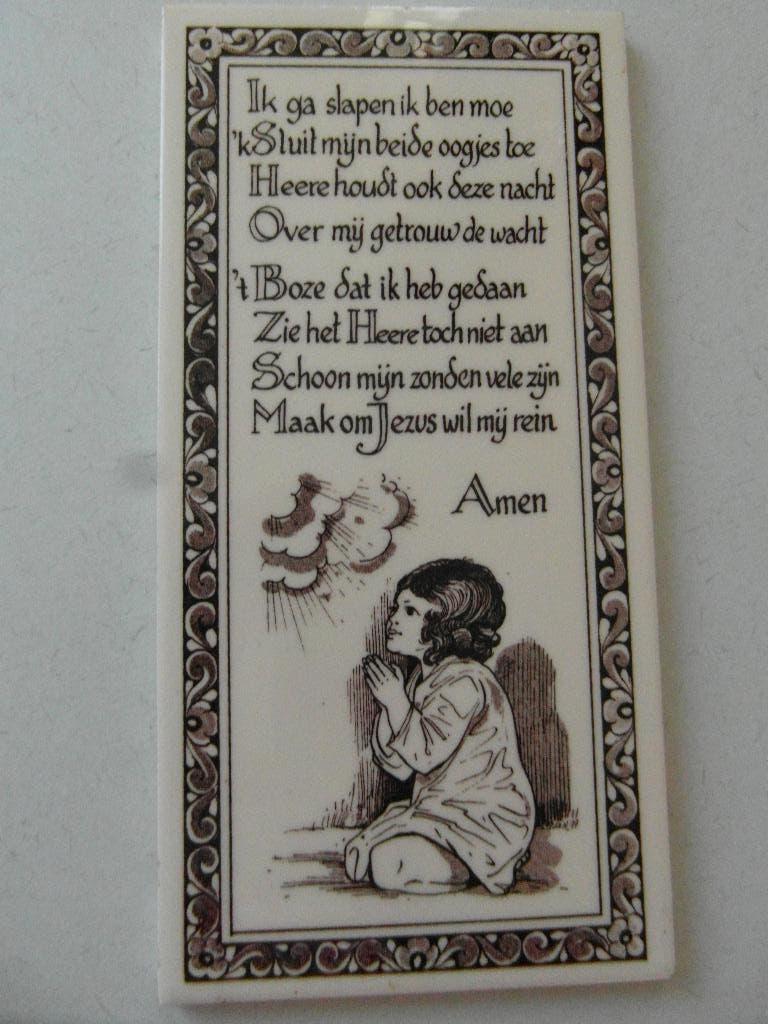 Ik ga slapen ik ben moe
'k Sluit mijn beide oogjes toe
Heere houdt ook deze nacht
Over mij getrouw de wacht
't Boze dat ik heb gedaan
Zie het Heere toch niet aan
Schoon mijn zonden vele zijn
Maak om Jezus wil mij rein
Amen